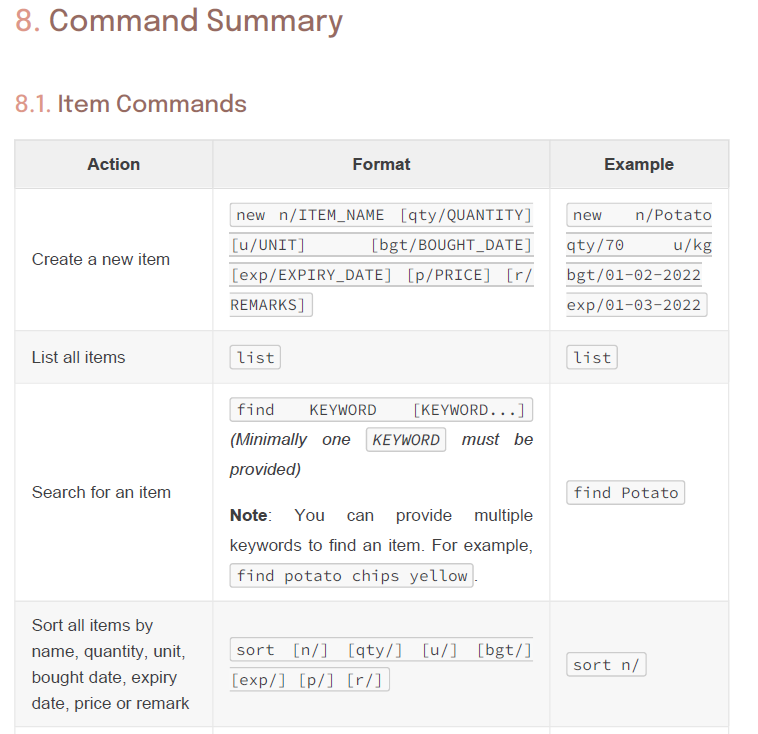 8. Command Summary
8.1. Item Commands
Action Format Example
Create a new item
new n/ITEM_NAME [qty/QUANTITY]
[u/UNIT] [bgt/BOUGHT_DATE]
[exp/EXPIRY_DATE] [p/PRICE] [r/
REMARKS]
new n/Potato
qty/70 u/kg
bgt/01-02-2022
exp/01-03-2022
List all items
list
list
Search for an item
find KEYWORD [KEYWORD...]
(Minimally one KEYWORD must be
provided)
Note: You can provide multiple
keywords to find an item. For example,
find potato chips yellow.
find Potato
Sort all items by
name, quantity, unit,
bought date, expiry
date, price or remark
sort [n/] [qty/] [u/] [bgt/]
[exp/] [p/] [r/]
sort n/